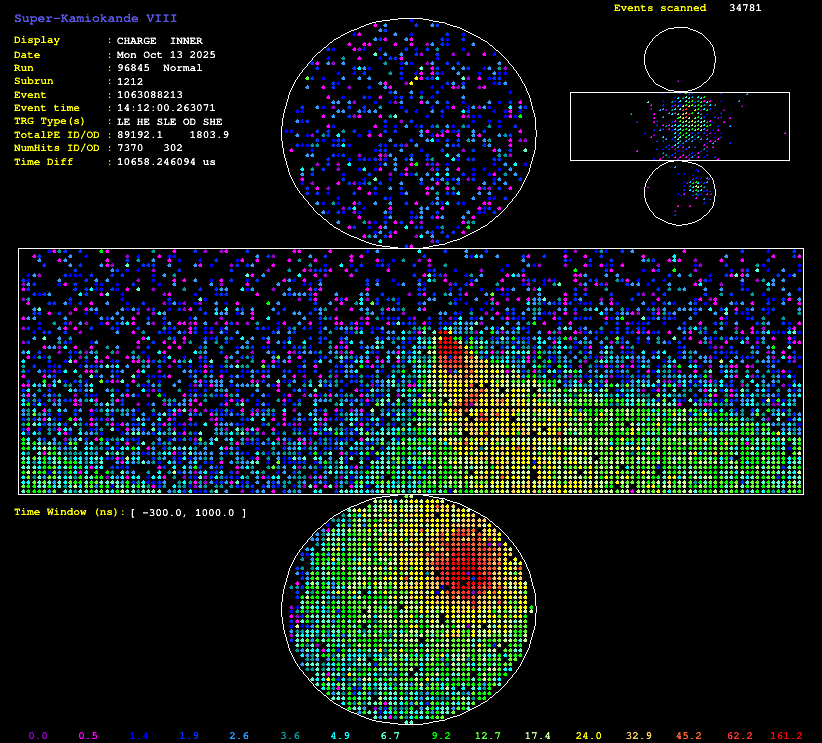 Super-Kamiokande VIII
Events scanned 34781
Display : CHARGE INNER
Date : Mon Oct 13 2025
Run : 96845 Normal
Subrun : 1212
Event : 1063088213
Event time : 14:12:00.263071
TRG Type(s) : LE HE SLE OD SHE
TotalPE ID/OD : 89192.1 1803.9
NumHits ID/OD : 7370 302
Time Diff : 10658.246094 us
Time Window (ns): [ -300.0, 1000.0 ]
0.0 0.5 1.4 1.9 2.6 3.6 4.9 6.7 9.2 12.7 17.4 24.0 32.9 45.2 62.2 161.2